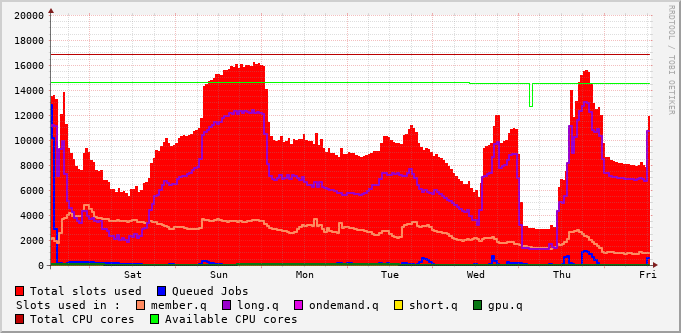 20000
18000
16000
14000
12000
10000
8000
6000
4000
2000
0
Sat Sun Mon Tue Wed Thu Fri
RRDTOOL / TOBI OETIKER
Total slots used Queued Jobs
Slots used in : member.q long.q ondemand.q short.q gpu.q
Total CPU cores Available CPU cores